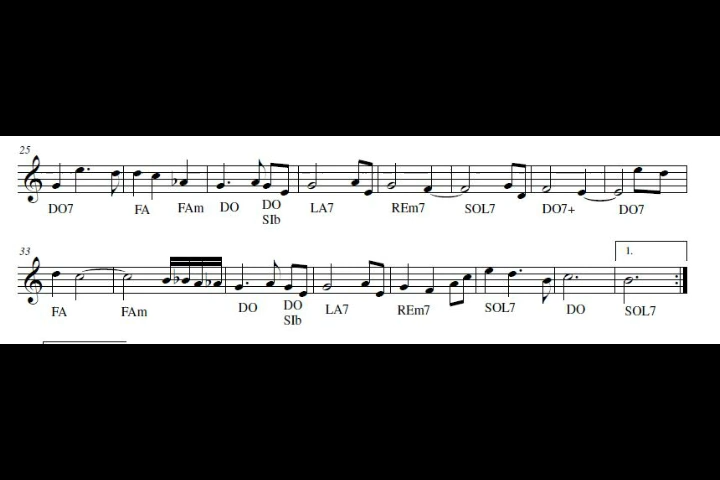 25
DO7 FA FAm DO DO SIb LA7 REm7 SOL7 DO7+ DO7
33
1.
FA FAm DO DO SIb LA7 REm7 SOL7 DO SOL7